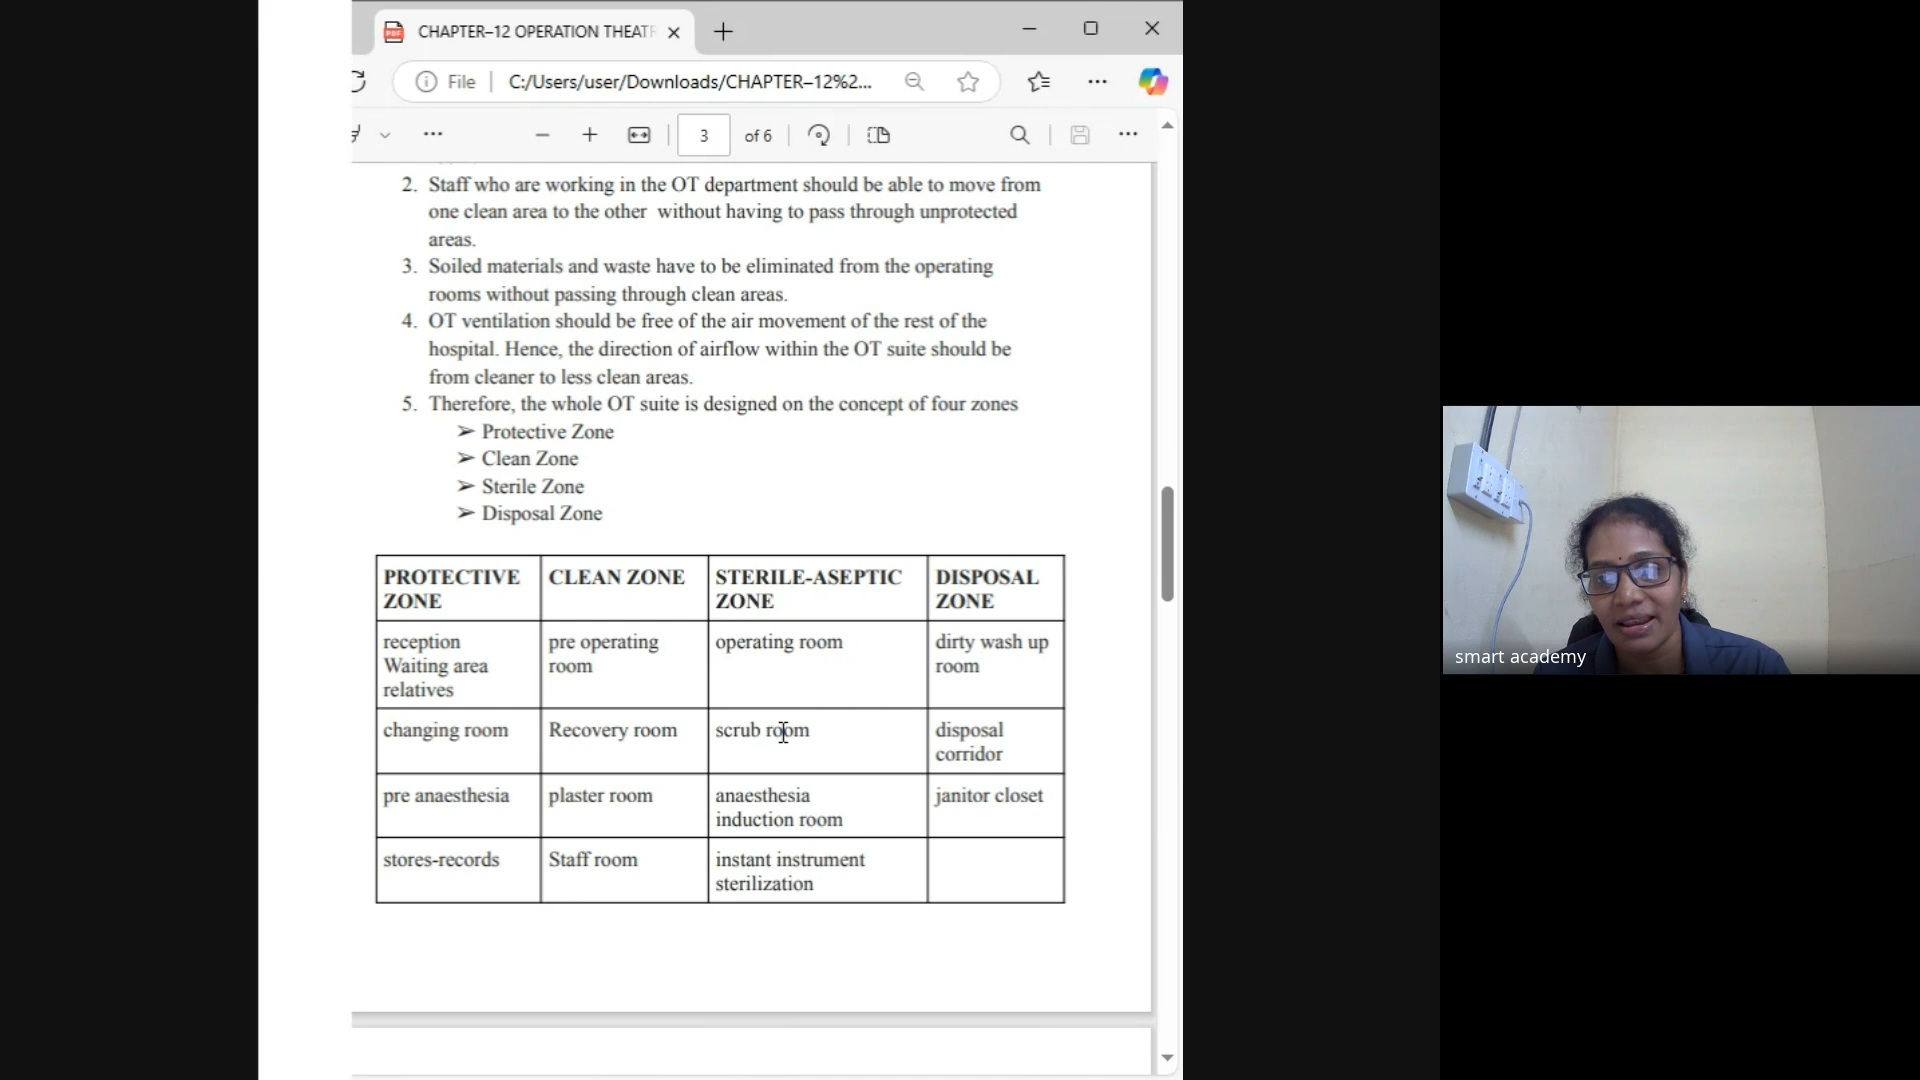 CHAPTER–12 OPERATION THEATR
File
C:/Users/user/Downloads/CHAPTER–12%2...
3 of 6
2. Staff who are working in the OT department should be able to move from
one clean area to the other without having to pass through unprotected
areas.
3. Soiled materials and waste have to be eliminated from the operating
rooms without passing through clean areas.
4. OT ventilation should be free of the air movement of the rest of the
hospital. Hence, the direction of airflow within the OT suite should be
from cleaner to less clean areas.
5. Therefore, the whole OT suite is designed on the concept of four zones
➢ Protective Zone
➢ Clean Zone
➢ Sterile Zone
➢ Disposal Zone
PROTECTIVE
ZONE
CLEAN ZONE
STERILE-ASEPTIC
ZONE
DISPOSAL
ZONE
reception
Waiting area
relatives
pre operating
room
operating room
dirty wash up
room
changing room
Recovery room
scrub room
disposal
corridor
pre anaesthesia
plaster room
anaesthesia
induction room
janitor closet
stores-records
Staff room
instant instrument
sterilization
smart academy